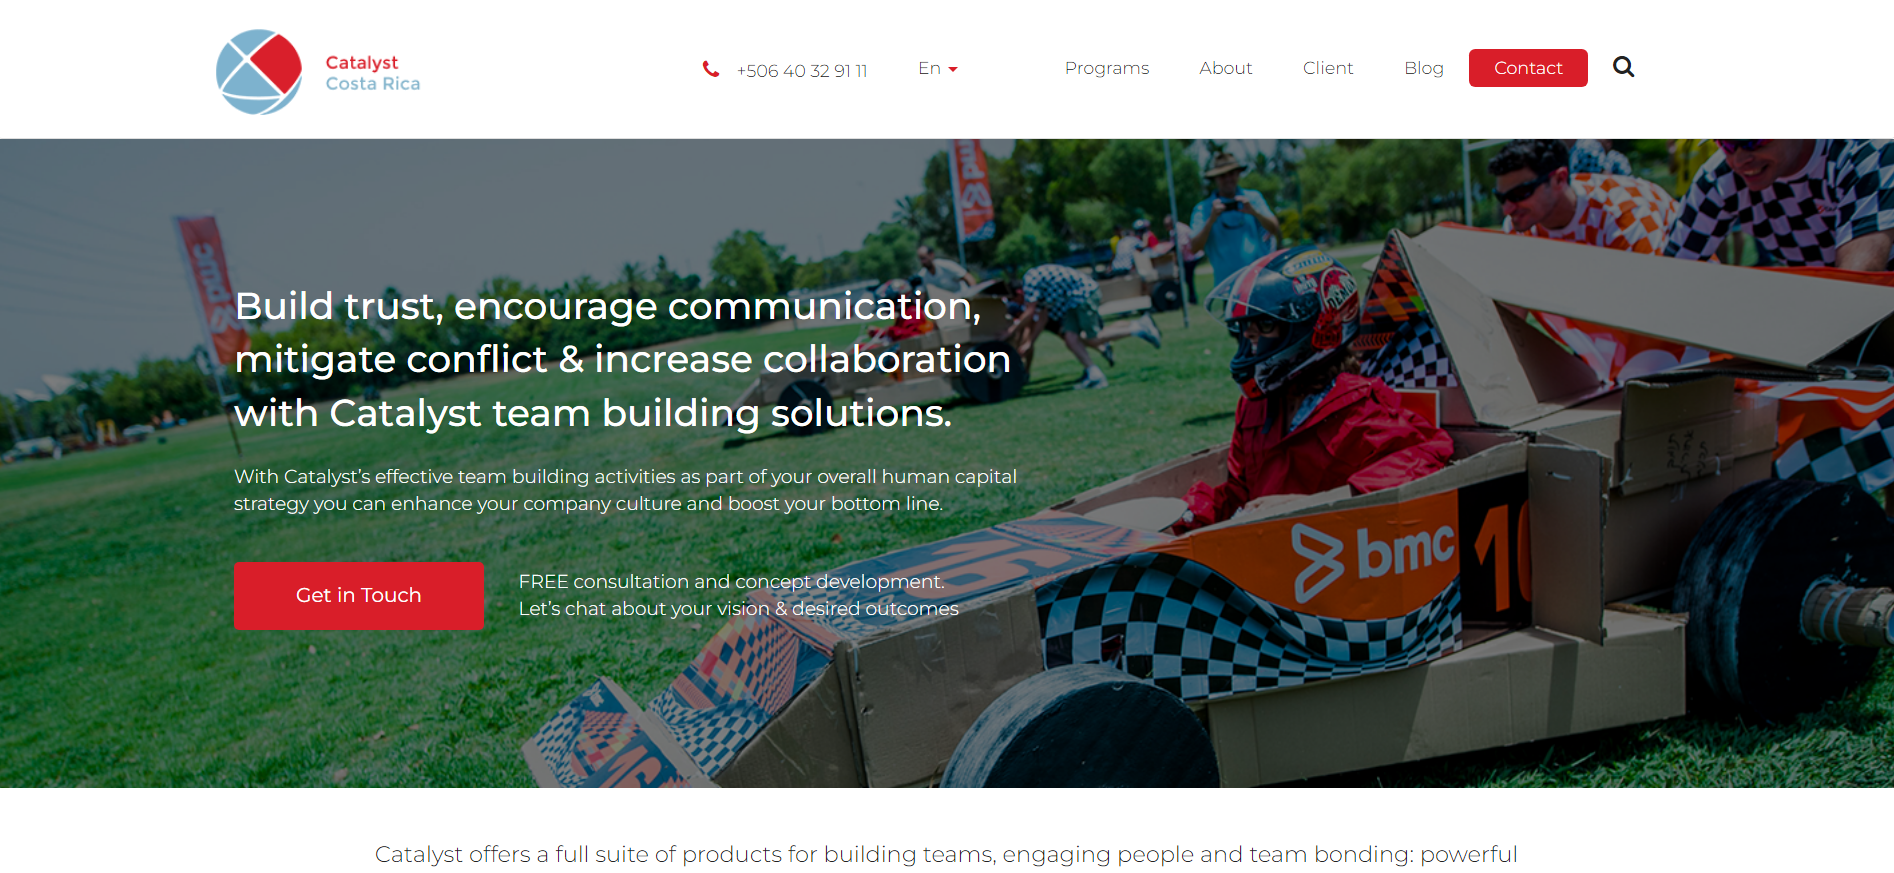 Catalyst
Costa Rica
+506 40 32 91 11
En
Programs
About
Client
Blog
Contact
Build trust, encourage communication,
mitigate conflict & increase collaboration
with Catalyst team building solutions.
With Catalyst's effective team building activities as part of your overall human capital
strategy you can enhance your company culture and boost your bottom line.
Get in Touch
FREE consultation and concept development.
Let's chat about your vision & desired outcomes
bmc
bmc
bmc 10
Catalyst offers a full suite of products for building teams, engaging people and team bonding: powerful